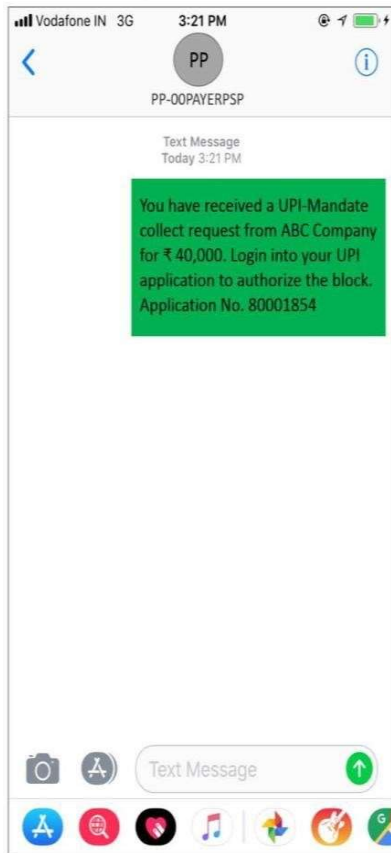 Vodafone IN 3G 3:21 PM
PP
PP-OOPAYERPSP
Text Message
Today 3:21 PM
You have received a UPI-Mandate
collect request from ABC Company
for ₹ 40,000. Login into your UPI
application to authorize the block.
Application No. 80001854
Text Message
G